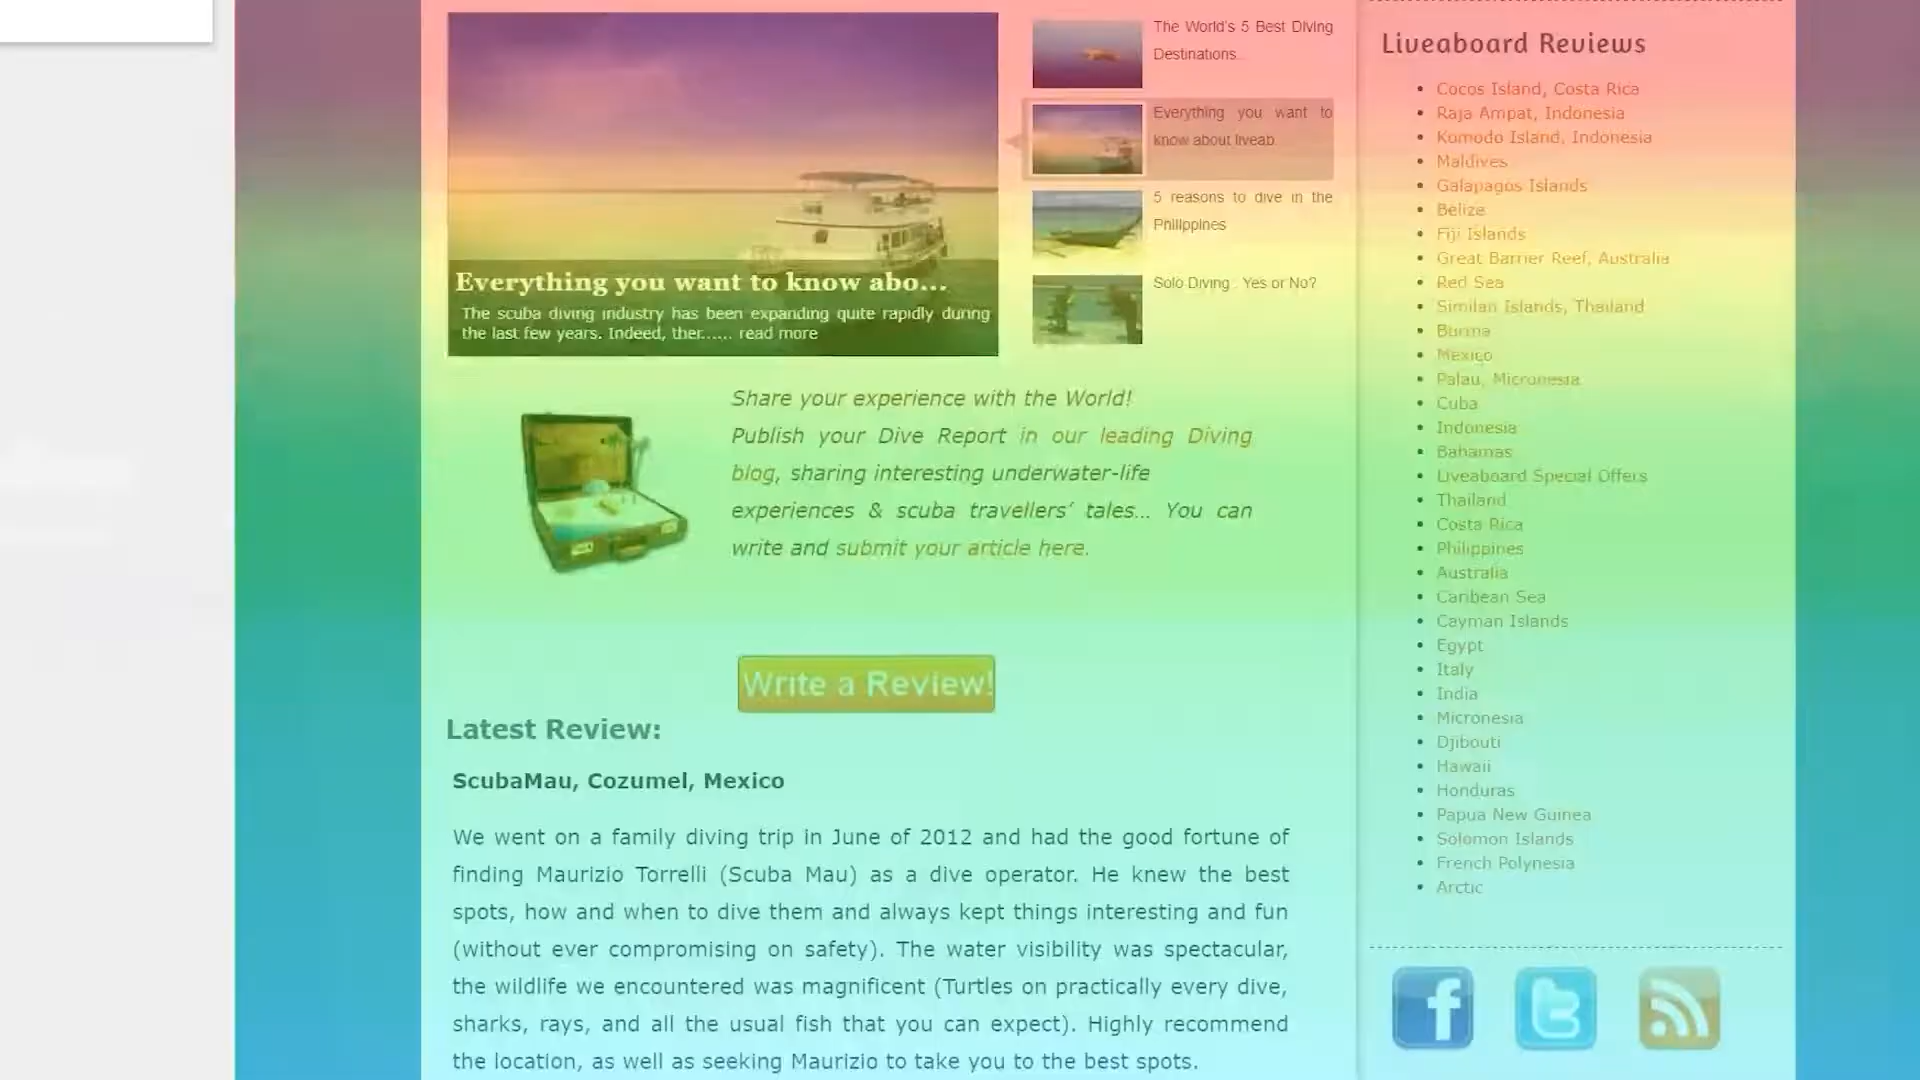 The World's 5 Best Diving
Destinations..
Everything you want to
know about liveab
5 reasons to dive in the
Philippines
Solo Diving : Yes or No?
Everything you want to know abo...
The scuba diving industry has been expanding quite rapidly during
the last few years. Indeed, ther...... read more
Share your experience with the World!
Publish your Dive Report in our leading Diving
blog, sharing interesting underwater-life
experiences & scuba travellers' tales... You can
write and submit your article here.
Write a Review!
Latest Review:
ScubaMau, Cozumel, Mexico
We went on a family diving trip in June of 2012 and had the good fortune of
finding Maurizio Torrelli (Scuba Mau) as a dive operator. He knew the best
spots, how and when to dive them and always kept things interesting and fun
(without ever compromising on safety). The water visibility was spectacular,
the wildlife we encountered was magnificent (Turtles on practically every dive,
sharks, rays, and all the usual fish that you can expect). Highly recommend
the location, as well as seeking Maurizio to take you to the best spots.
Liveaboard Reviews
Cocos Island, Costa Rica
Raja Ampat, Indonesia
Komodo Island, Indonesia
Maldives
Galapagos Islands
Belize
Fiji Islands
Great Barrier Reef, Australia
Red Sea
Similan Islands, Thailand
Burma
Mexico
Palau, Micronesia
Cuba
Indonesia
Bahamas
Liveaboard Special Offers
Thailand
Costa Rica
Philippines
Australia
Caribean Sea
Cayman Islands
Egypt
Italy
India
Micronesia
Djibouti
Hawaii
Honduras
Papua New Guinea
Solomon Islands
French Polynesia
Arctic